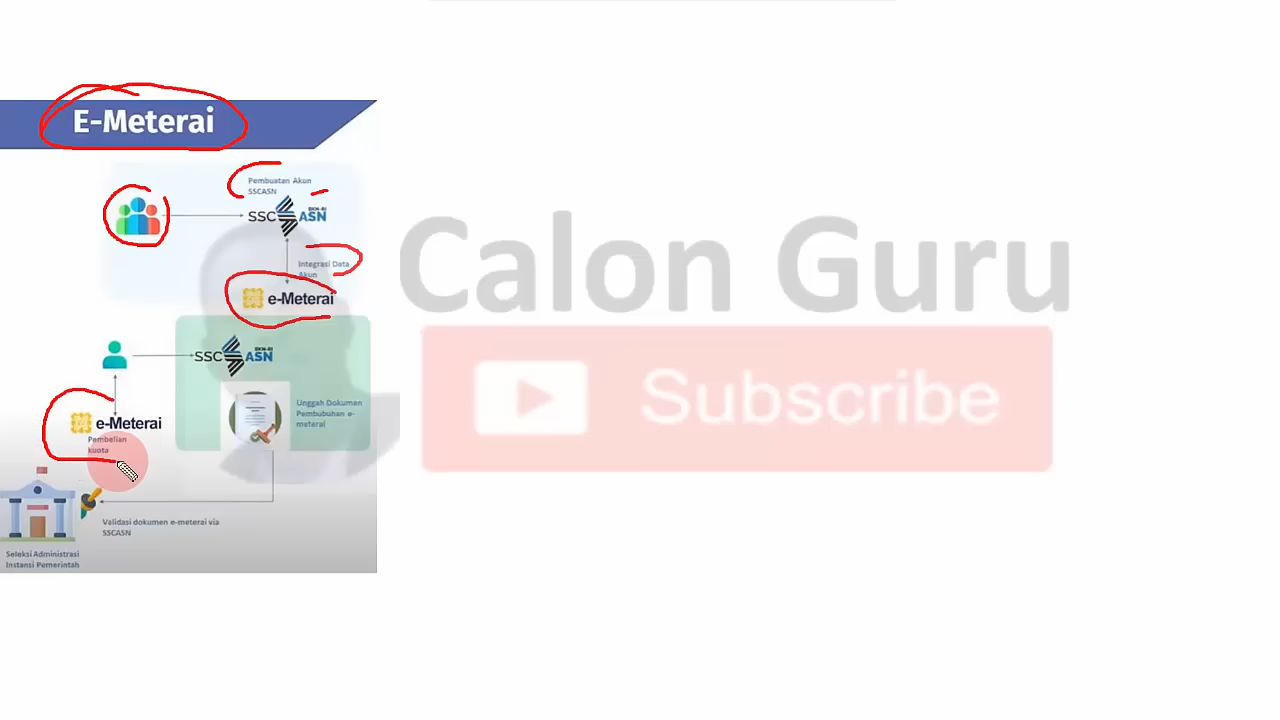 E-Meterai
Pembuatan Akun
SSCASN
SSC ASN
BKN-RI
Integrasi Data
Akun
e-Meterai
SSC ASN
BKN-RI
e-Meterai
Pembelian
kuota
Unggah Dokumen
Pembubuhan e-
meterai
Validasi dokumen e-meterai via
SSCASN
Seleksi Administrasi
Instansi Pemerintah
Calon Guru
Subscribe